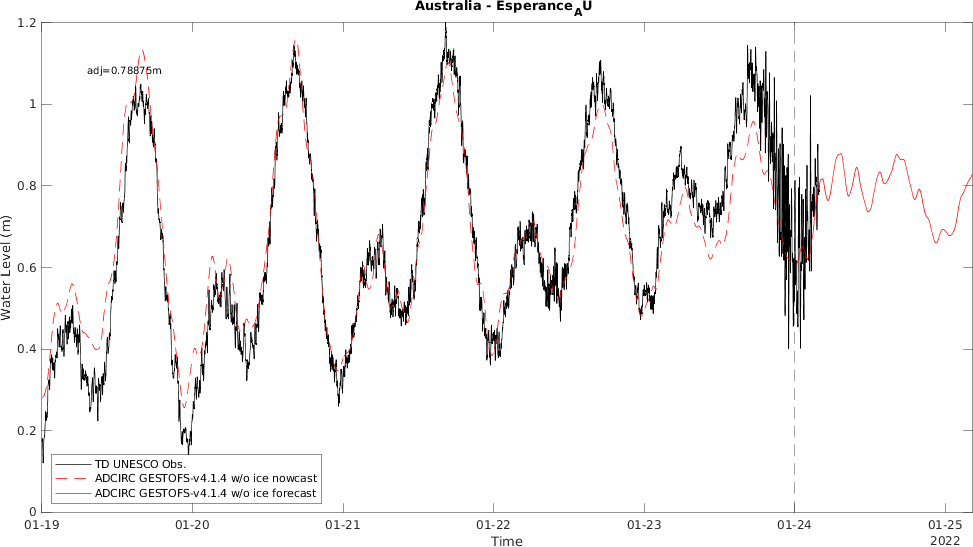 Australia - Esperance_AU
1.2
adj=0.78875m
1
0.8
0.6
0.4
0.2
0
Water Level (m)
TD UNESCO Obs.
ADCIRC GESTOFS-v4.1.4 w/o ice nowcast
ADCIRC GESTOFS-v4.1.4 w/o ice forecast
01-19 01-20 01-21 01-22 01-23 01-24 01-25
Time 2022